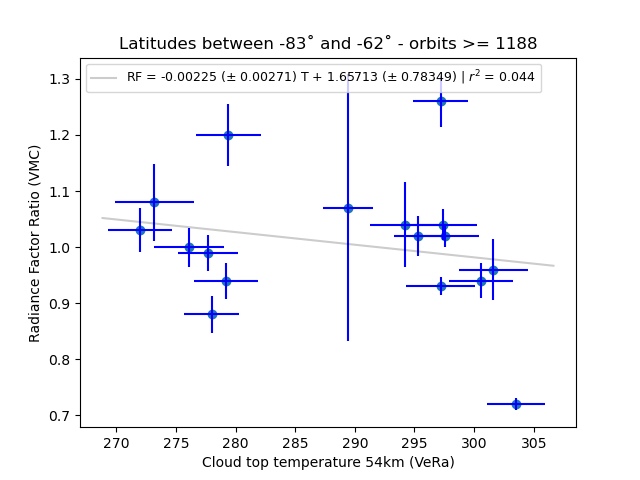 Latitudes between -83˚ and -62˚ - orbits >= 1188
RF = -0.00225 (± 0.00271) T + 1.65713 (± 0.78349) | r² = 0.044
1.3
1.2
1.1
1.0
0.9
0.8
0.7
Radiance Factor Ratio (VMC)
270 275 280 285 290 295 300 305
Cloud top temperature 54km (VeRa)